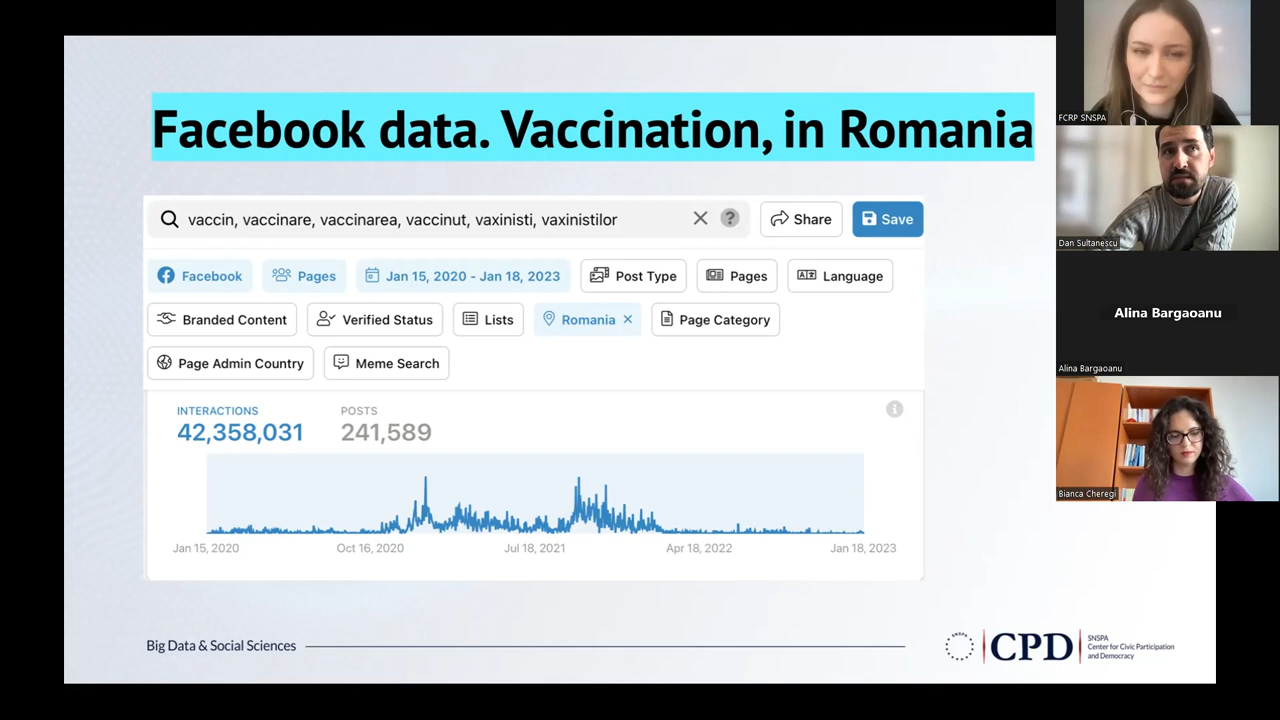 Facebook data. Vaccination, in Romania
vaccin, vaccinare, vaccinarea, vaccinut, vaxinisti, vaxinistilor
?
Share
Save
Facebook
Pages
Jan 15, 2020 - Jan 18, 2023
Post Type
Pages
Language
Branded Content
Verified Status
Lists
Romania ×
Page Category
Page Admin Country
Meme Search
INTERACTIONS
42,358,031
POSTS
241,589
Jan 15, 2020
Oct 16, 2020
Jul 18, 2021
Apr 18, 2022
Jan 18, 2023
Big Data & Social Sciences
SNSPA
CPD
SNSPA
Center for Civic Participation
and Democracy
FCRP SNSPA
Dan Sultanescu
Alina Bargaoanu
Alina Bargaoanu
Bianca Cheregi